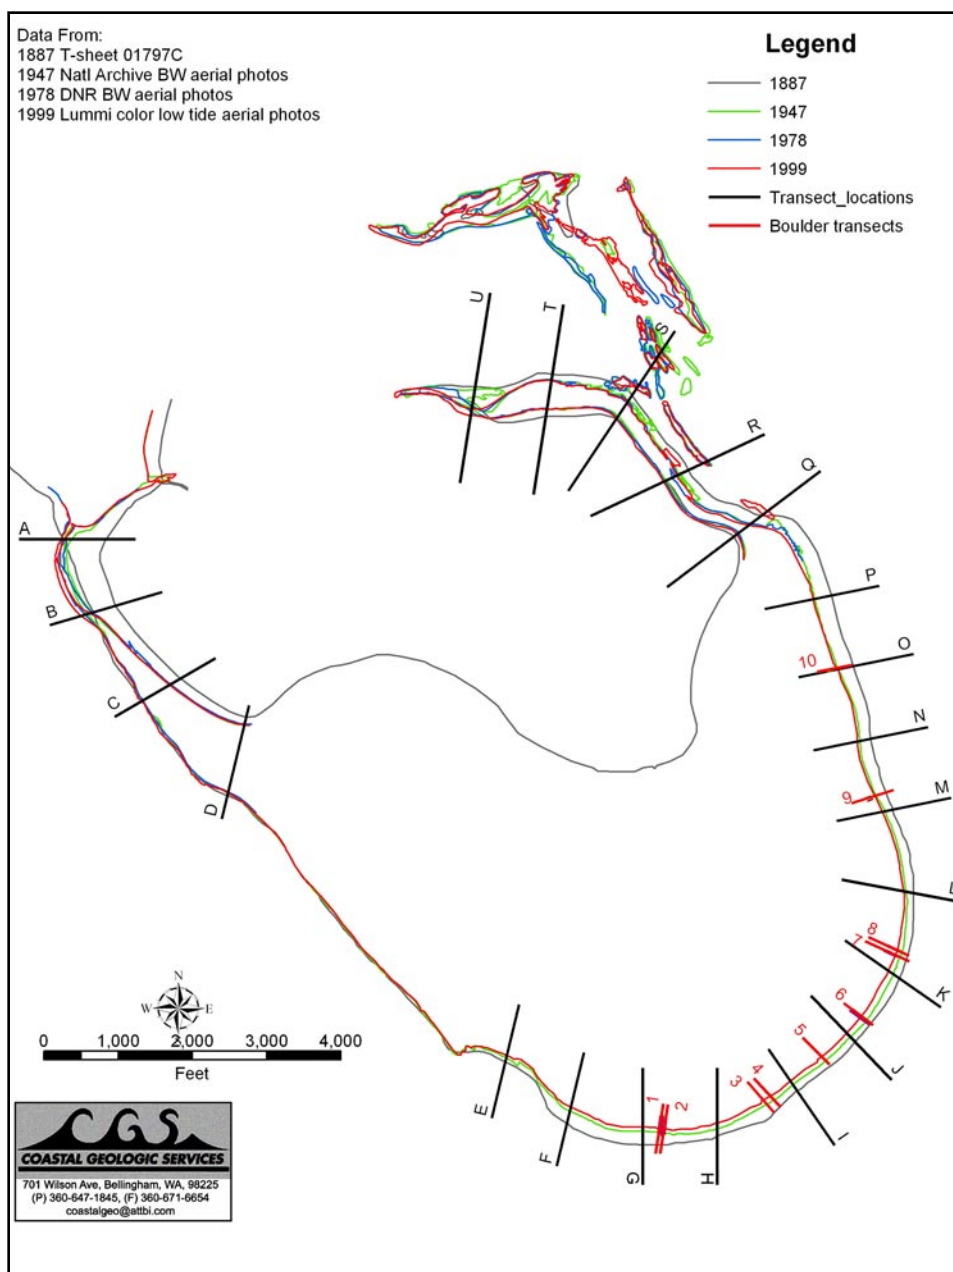 Data From:
1887 T-sheet 01797C
1947 Natl Archive BW aerial photos
1978 DNR BW aerial photos
1999 Lummi color low tide aerial photos
Legend
1887
1947
1978
1999
Transect_locations
Boulder transects
U
T
S
R
Q
A
P
B
O
10
C
N
M
9
D
L
8
7
K
N
W
E
S
6
5
J
0 1,000 2,000 3,000 4,000
Feet
4
3
I
E
1
2
F
G
H
CGS
COASTAL GEOLOGIC SERVICES
701 Wilson Ave, Bellingham, WA, 98225
(P) 360-647-1845, (F) 360-671-6654
coastalgeo@attbi.com